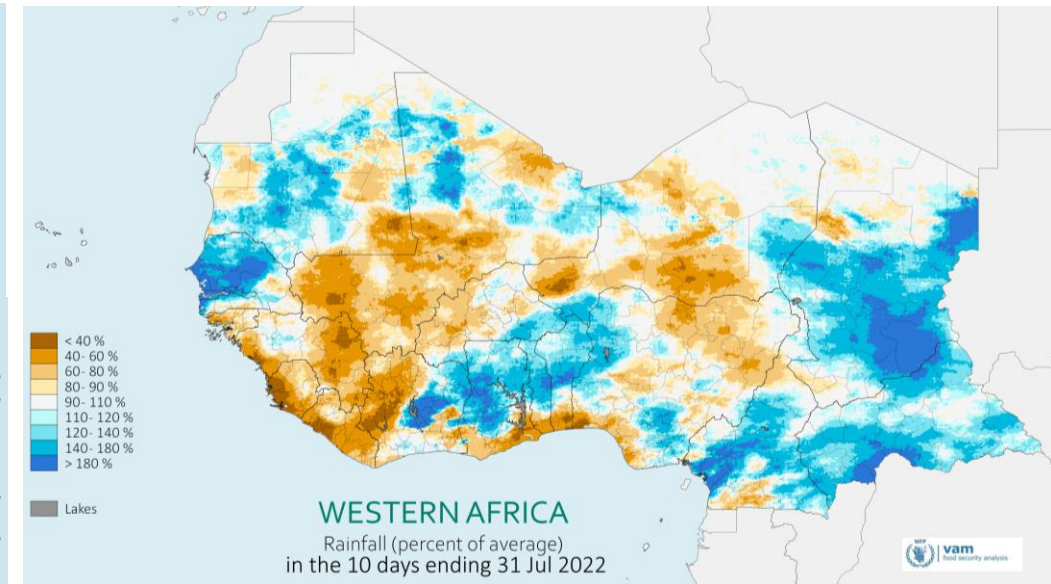 < 40 %
40- 60 %
60- 80 %
80- 90 %
90- 110 %
110- 120 %
120- 140 %
140- 180 %
> 180 %
Lakes
WESTERN AFRICA
Rainfall (percent of average)
in the 10 days ending 31 Jul 2022
WFP
vam
food security analysis